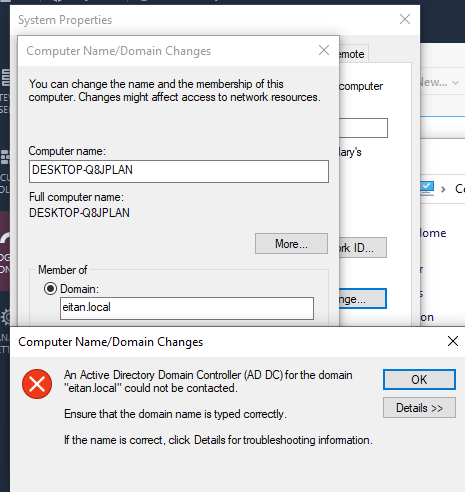 System Properties
Computer Name/Domain Changes
emote
You can change the name and the membership of this
computer. Changes might affect access to network resources.
omputer
ew...
Computer name:
DESKTOP-Q8JPLAN
lary's
Full computer name:
DESKTOP-Q8JPLAN
ome
More...
rk ID...
Member of
Domain:
eitan.local
nge...
Computer Name/Domain Changes
An Active Directory Domain Controller (AD DC) for the domain
"eitan.local" could not be contacted.
OK
Ensure that the domain name is typed correctly.
Details >>
If the name is correct, click Details for troubleshooting information.